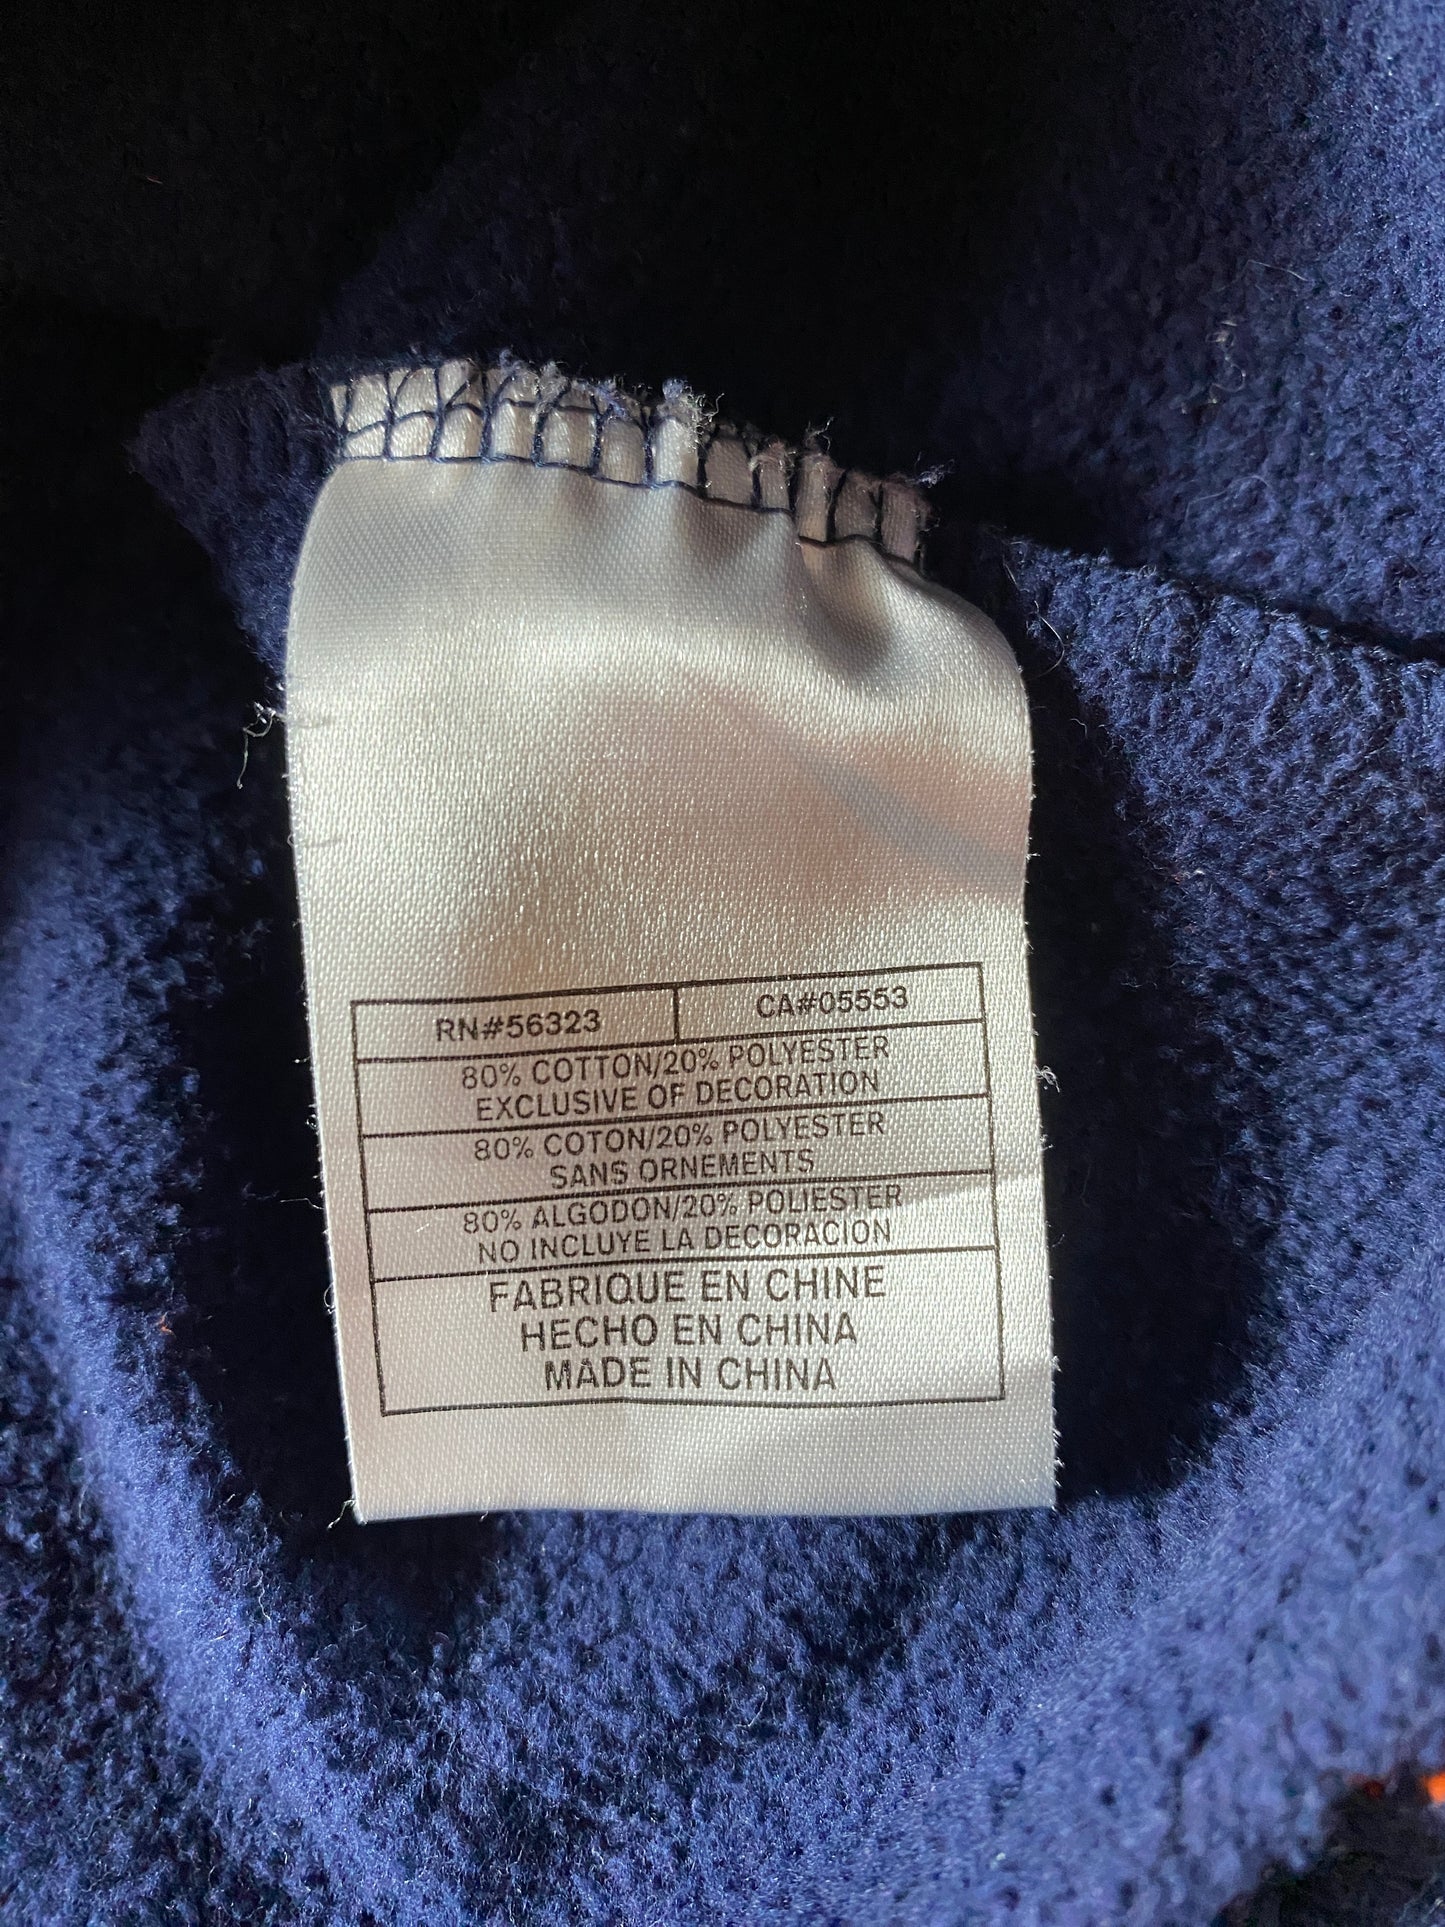 RN#56323 CA#05553
80% COTTON/20% POLYESTER
EXCLUSIVE OF DECORATION
80% COTON/20% POLYESTER
SANS ORNEMENTS
80% ALGODON/20% POLIESTER
NO INCLUYE LA DECORACION
FABRIQUE EN CHINE
HECHO EN CHINA
MADE IN CHINA